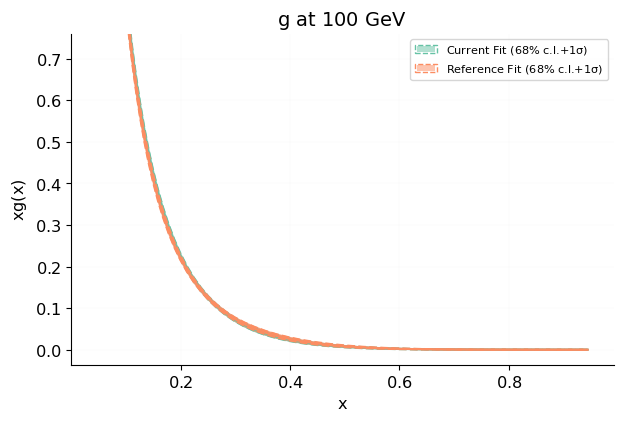 g at 100 GeV
Current Fit (68% c.l.+1σ)
Reference Fit (68% c.l.+1σ)
xg(x)
0.7
0.6
0.5
0.4
0.3
0.2
0.1
0.0
0.2 0.4 0.6 0.8
x